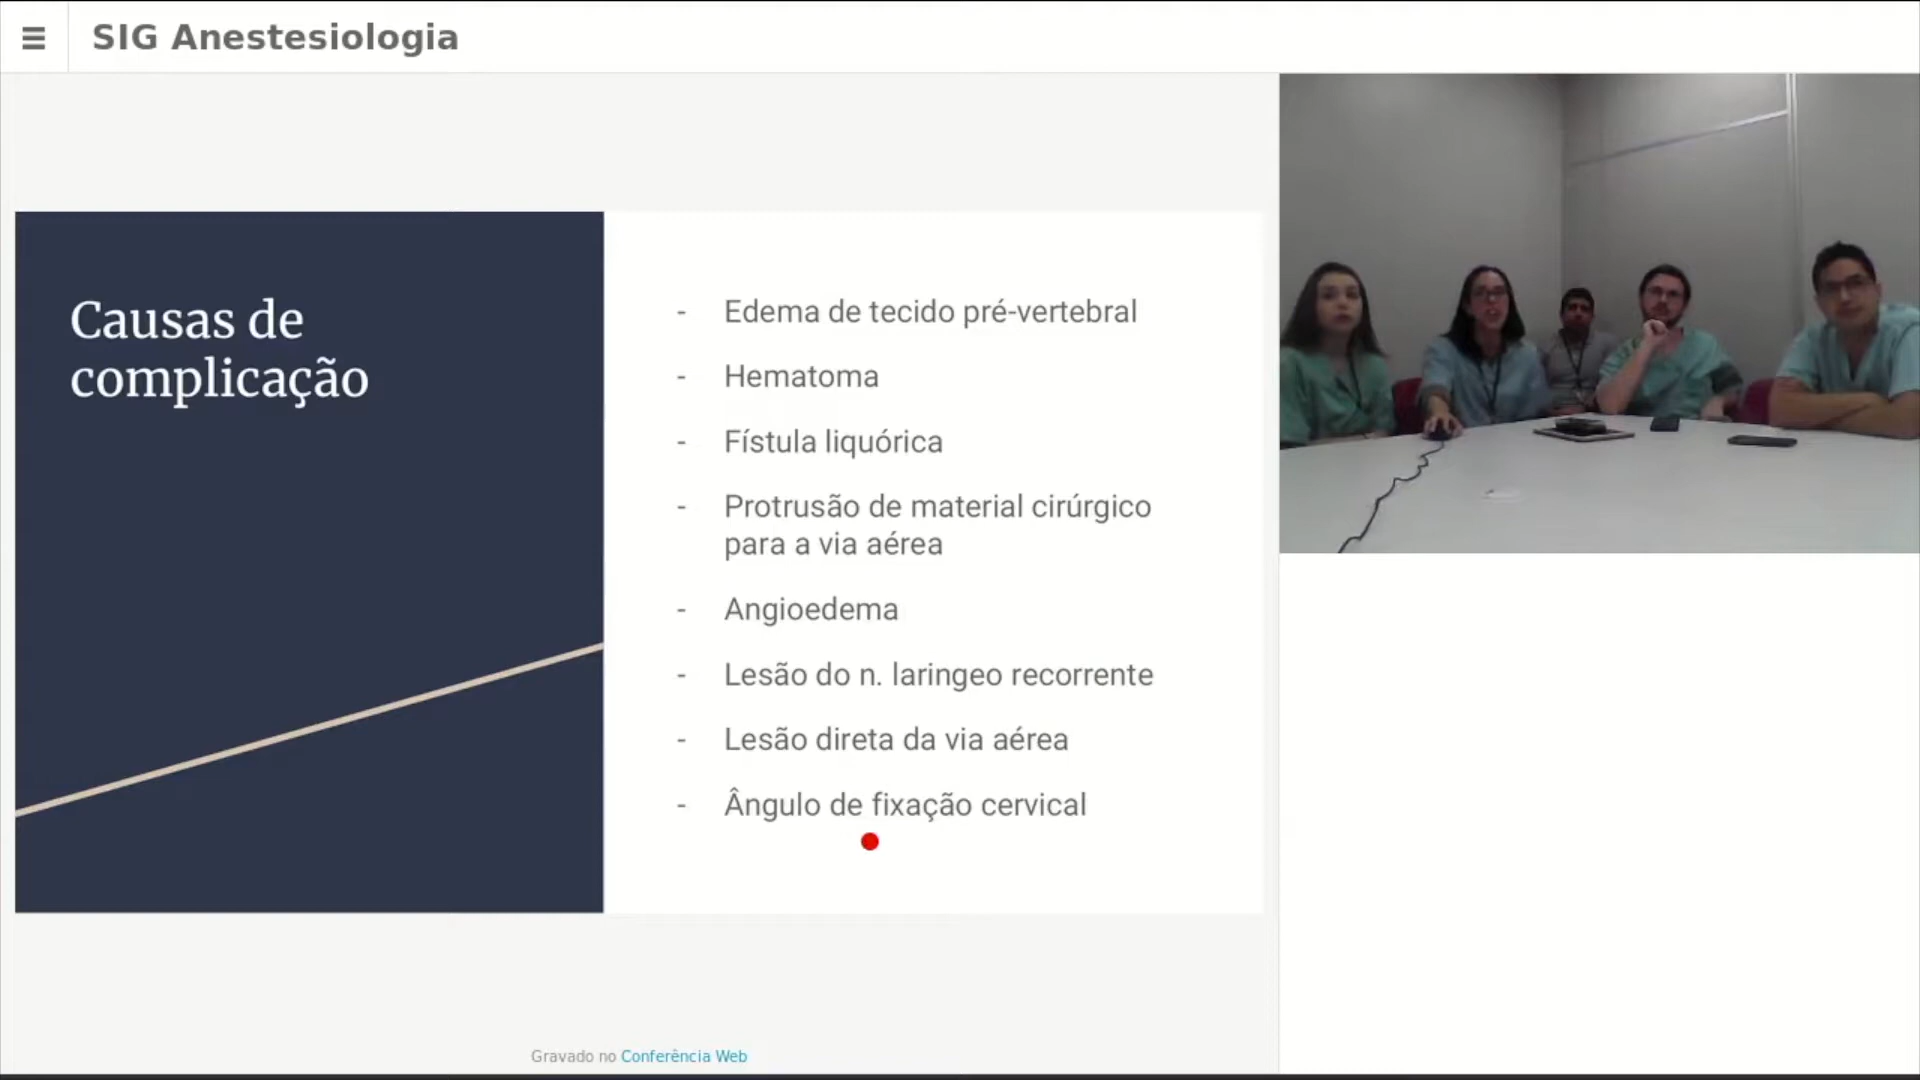 SIG Anestesiologia
Causas de
complicação
- Edema de tecido pré-vertebral
- Hematoma
- Fístula liquórica
- Protrusão de material cirúrgico
para a via aérea
- Angioedema
- Lesão do n. laringeo recorrente
- Lesão direta da via aérea
- Ângulo de fixação cervical
Gravado no Conferência Web